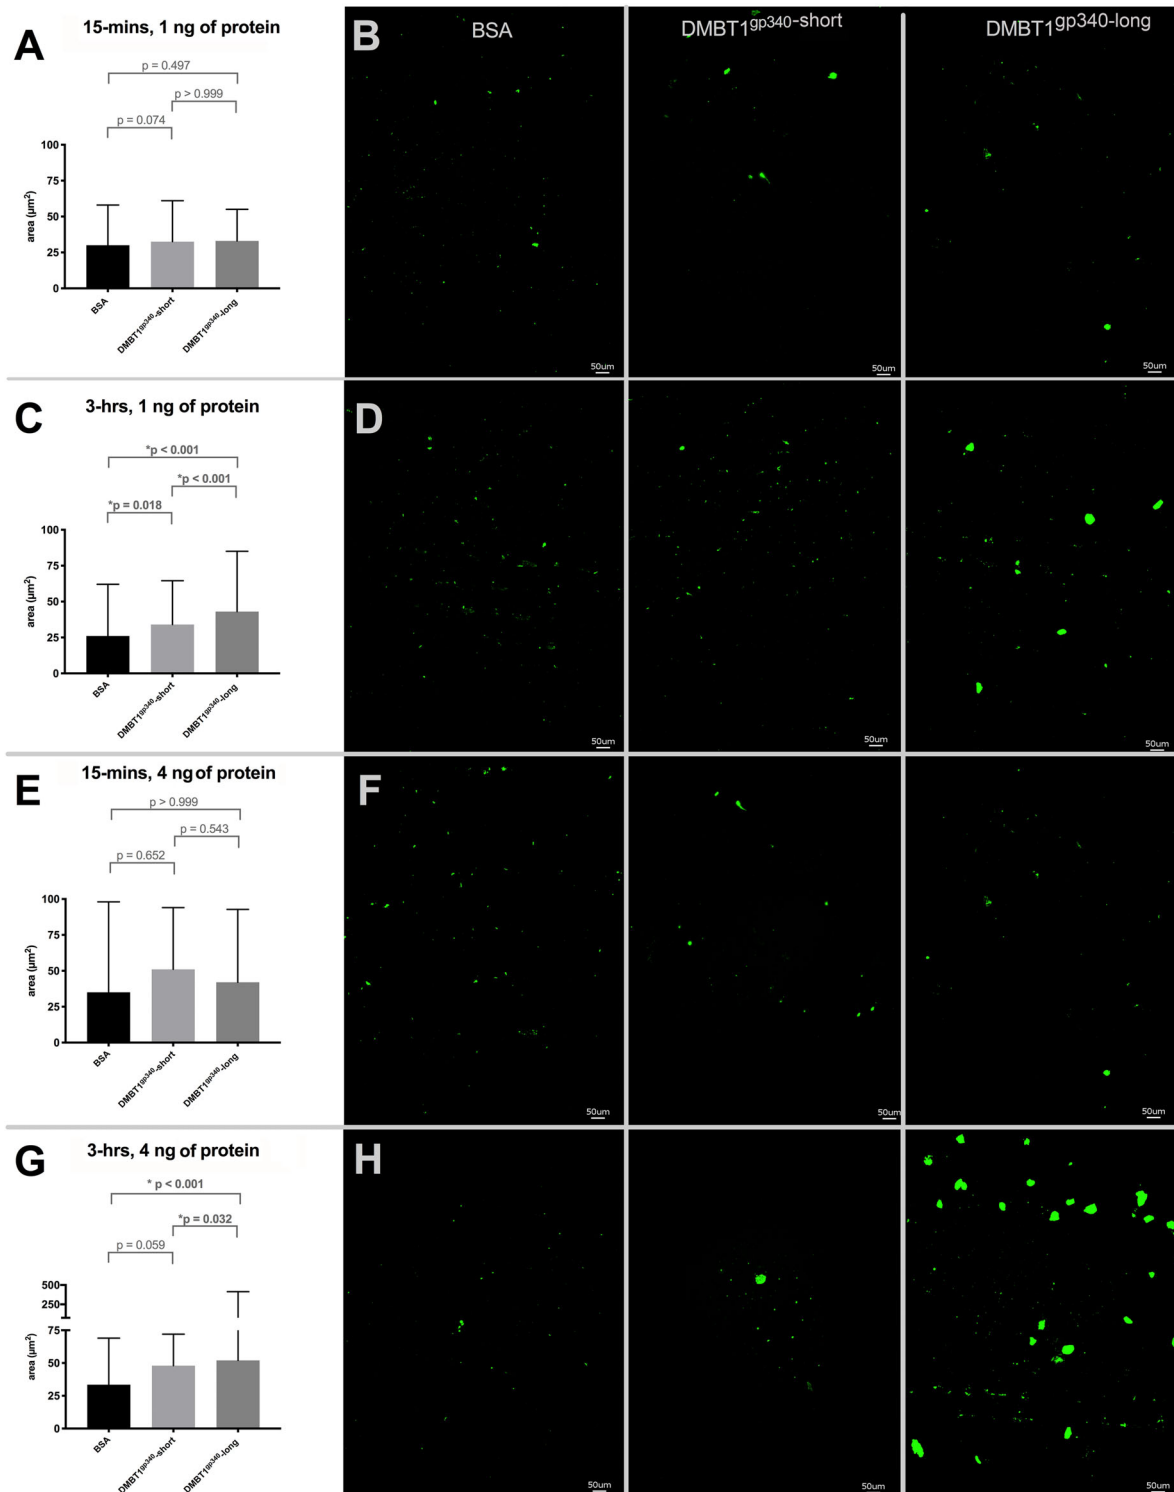 A
15-mins, 1 ng of protein
p = 0.497
p > 0.999
p = 0.074
100
75
50
25
0
area (µm²)
BSA
DMBT1gp340-short
DMBT1gp340-long
B
BSA
DMBT1gp340-short
DMBT1gp340-long
50um
50um
50um
C
3-hrs, 1 ng of protein
*p < 0.001
*p < 0.001
*p = 0.018
100
75
50
25
0
area (µm²)
BSA
DMBT1gp340-short
DMBT1gp340-long
D
50um
50um
50um
E
15-mins, 4 ng of protein
p > 0.999
p = 0.543
p = 0.652
100
75
50
25
0
area (µm²)
BSA
DMBT1gp340-short
DMBT1gp340-long
F
50um
50um
50um
G
3-hrs, 4 ng of protein
* p < 0.001
*p = 0.032
p = 0.059
500
250
75
50
25
0
area (µm²)
BSA
DMBT1gp340-short
DMBT1gp340-long
H
50um
50um
50um